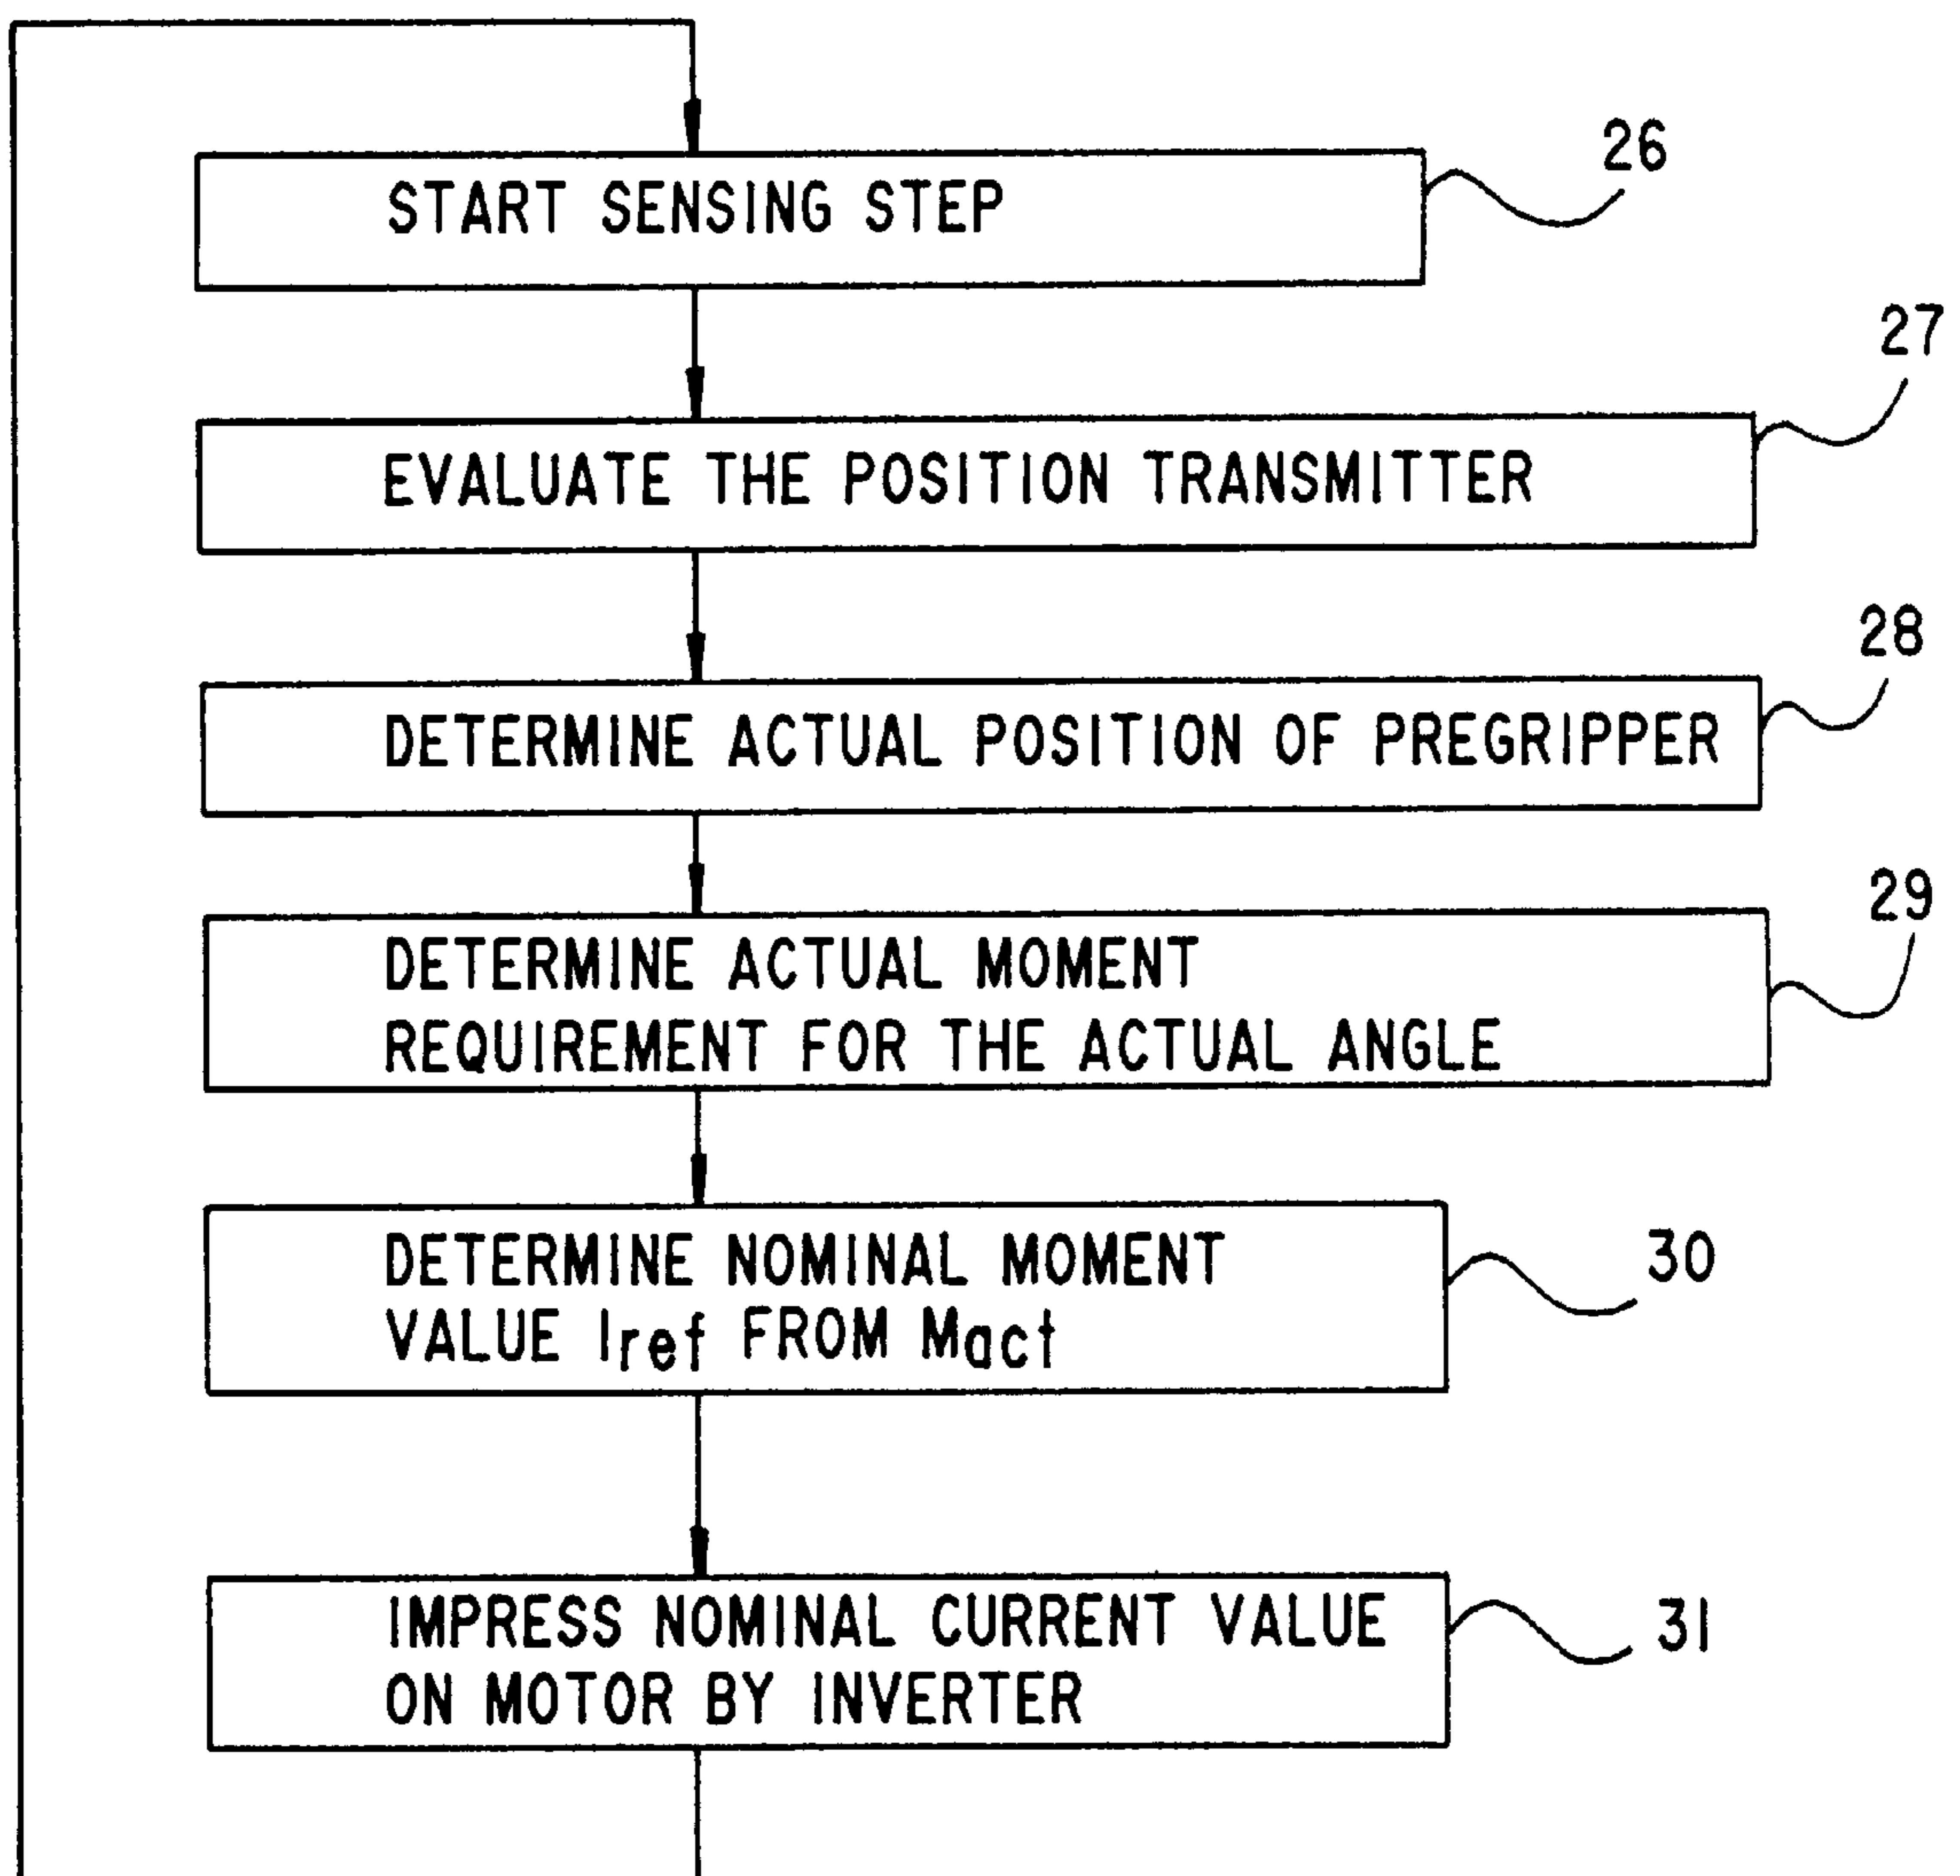 26
START SENSING STEP
27
EVALUATE THE POSITION TRANSMITTER
28
DETERMINE ACTUAL POSITION OF PREGRIPPER
29
DETERMINE ACTUAL MOMENT
REQUIREMENT FOR THE ACTUAL ANGLE
30
DETERMINE NOMINAL MOMENT
VALUE Iref FROM Mact
31
IMPRESS NOMINAL CURRENT VALUE
ON MOTOR BY INVERTER